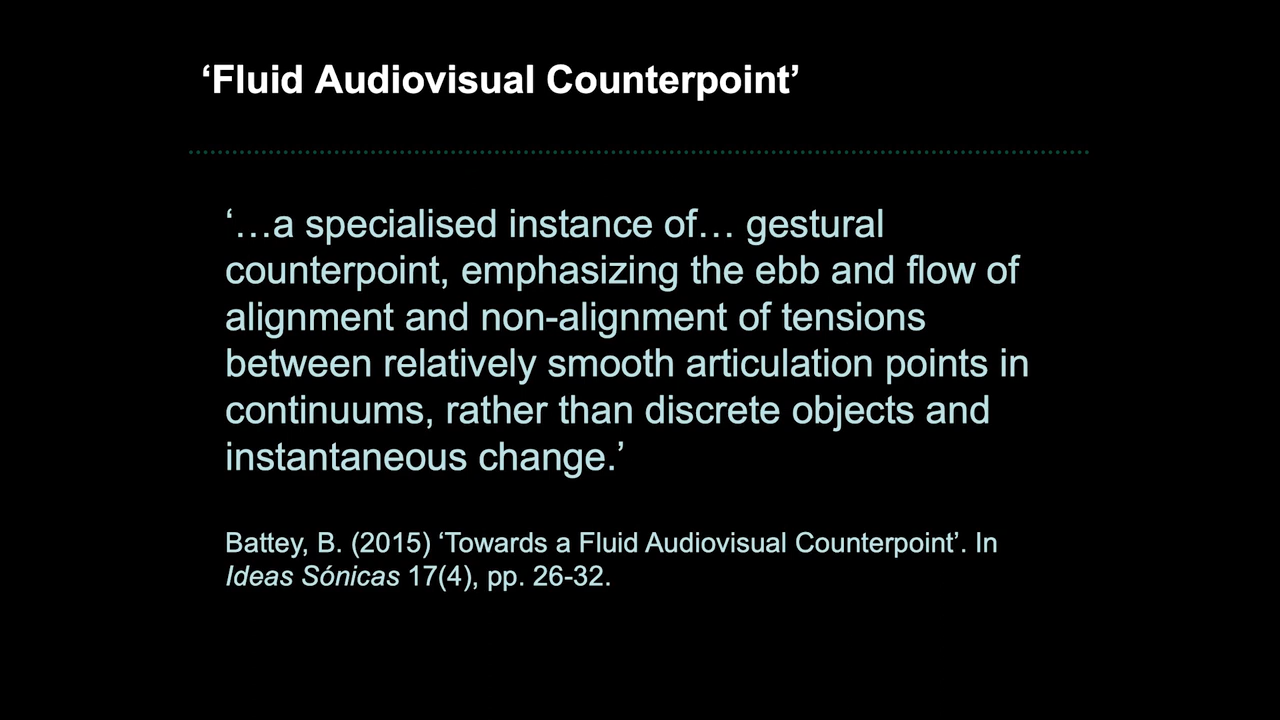 ‘Fluid Audiovisual Counterpoint’
‘…a specialised instance of… gestural
counterpoint, emphasizing the ebb and flow of
alignment and non-alignment of tensions
between relatively smooth articulation points in
continuums, rather than discrete objects and
instantaneous change.’
Battey, B. (2015) ‘Towards a Fluid Audiovisual Counterpoint’. In
Ideas Sónicas 17(4), pp. 26-32.